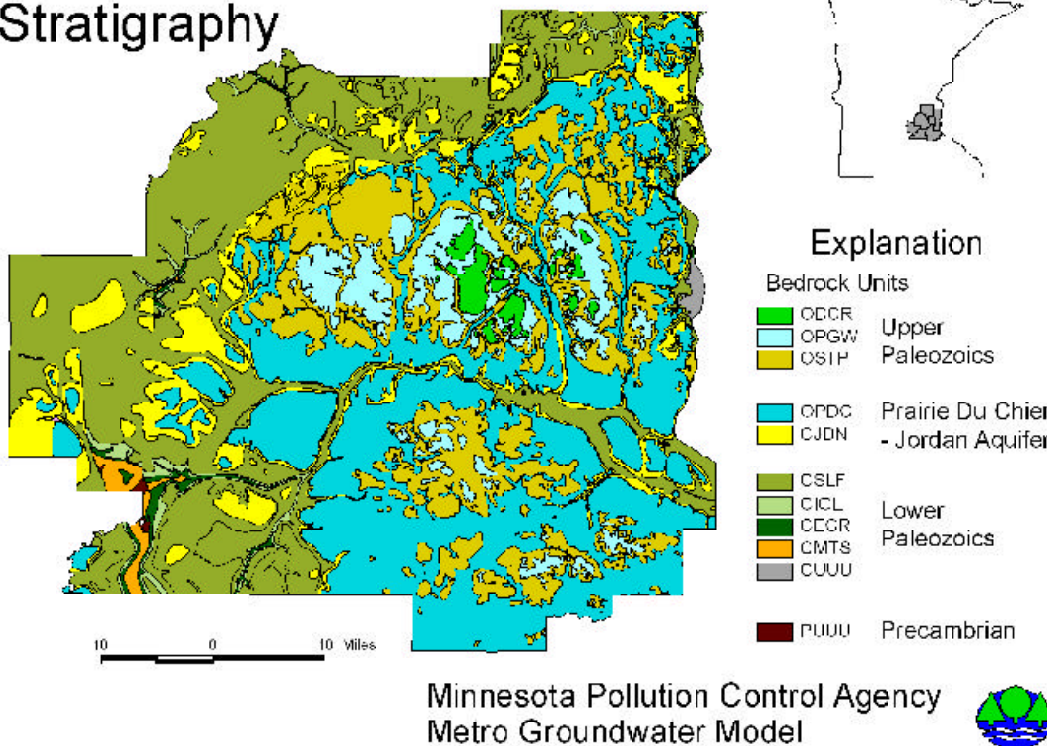 Stratigraphy
Explanation
Bedrock Units
ODCR
OPGW
OSTP
Upper
Paleozoics
OPDC
CJDN
Prairie Du Chien
- Jordan Aquifer
CSLF
CICL
CECR
CMTS
CUUU
Lower
Paleozoics
PUUU
Precambrian
10 0 10 Miles
Minnesota Pollution Control Agency
Metro Groundwater Model